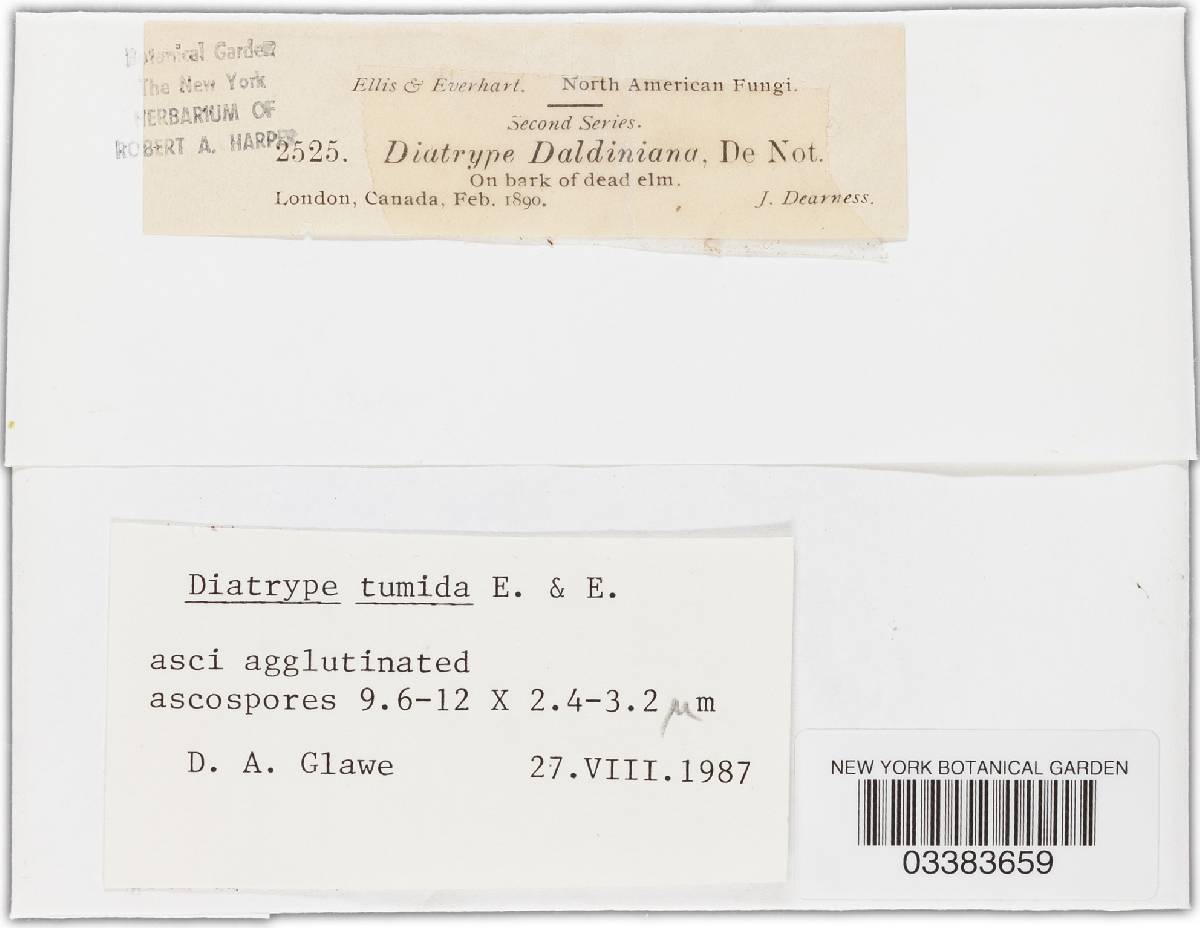 Botanical Garden
The New York
HERBARIUM OF
ROBERT A. HARPER
Ellis & Everhart. North American Fungi.
Second Series.
2525. Diatrype Daldiniana, De Not.
On bark of dead elm.
London, Canada, Feb. 1890. J. Dearness.
Diatrype tumida E. & E.
asci agglutinated
ascospores 9.6-12 X 2.4-3.2 μm
D. A. Glawe 27.VIII.1987
NEW YORK BOTANICAL GARDEN
03383659